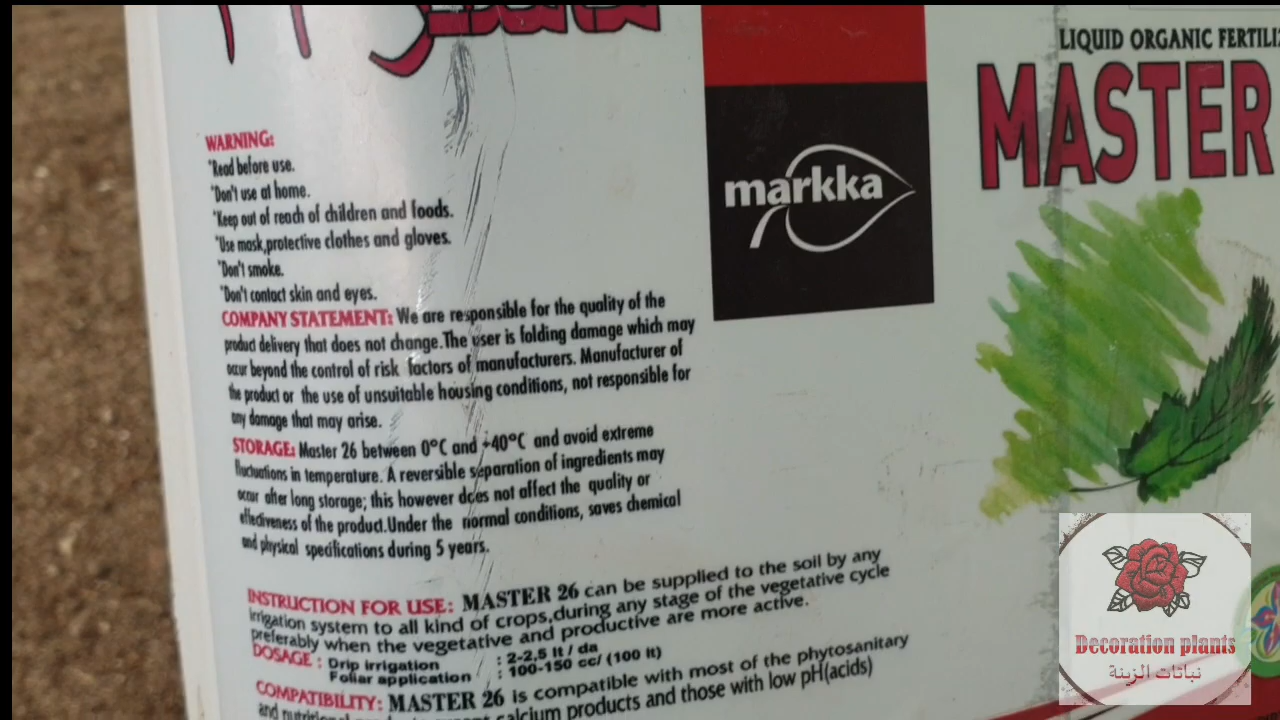 WARNING:
*Read before use.
*Don't use at home.
*Keep out of reach of children and foods.
*Use mask,protective clothes and gloves.
*Don't smoke.
*Don't contact skin and eyes.
COMPANY STATEMENT: We are responsible for the quality of the
product delivery that does not change.The user is folding damage which may
occur beyond the control of risk factors of manufacturers. Manufacturer of
the product or the use of unsuitable housing conditions, not responsible for
any damage that may arise.
STORAGE: Master 26 between 0°C and +40°C and avoid extreme
fluctuations in temperature. A reversible separation of ingredients may
occur after long storage; this however does not affect the quality or
effectiveness of the product.Under the normal conditions, saves chemical
and physical specifications during 5 years.
INSTRUCTION FOR USE: MASTER 26 can be supplied to the soil by any
irrigation system to all kind of crops,during any stage of the vegetative cycle
preferably when the vegetative and productive are more active.
DOSAGE : Drip irrigation : 2-2,5 lt / da
Foliar application : 100-150 cc/ (100 lt)
COMPATIBILITY: MASTER 26 is compatible with most of the phytosanitary
and calcium products and those with low pH(acids)
markka
LIQUID ORGANIC
MASTER
Decoration plants
نباتات الزينة